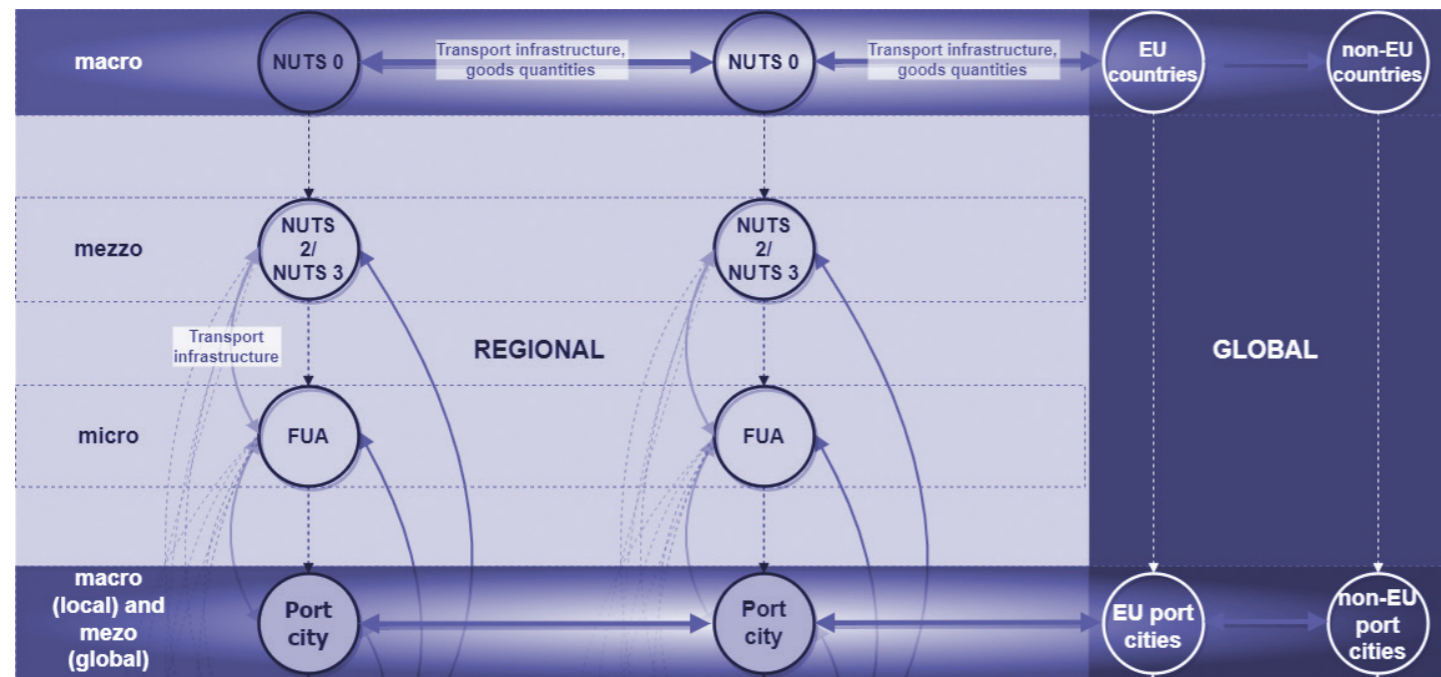 macro
NUTS 0
Transport infrastructure,
goods quantities
NUTS 0
Transport infrastructure,
goods quantities
EU
countries
non-EU
countries
mezzo
NUTS
2/
NUTS 3
NUTS
2/
NUTS 3
Transport
infrastructure
REGIONAL
GLOBAL
micro
FUA
FUA
macro
(local) and
mezo
(global)
Port
city
Port
city
EU port
cities
non-EU
port
cities